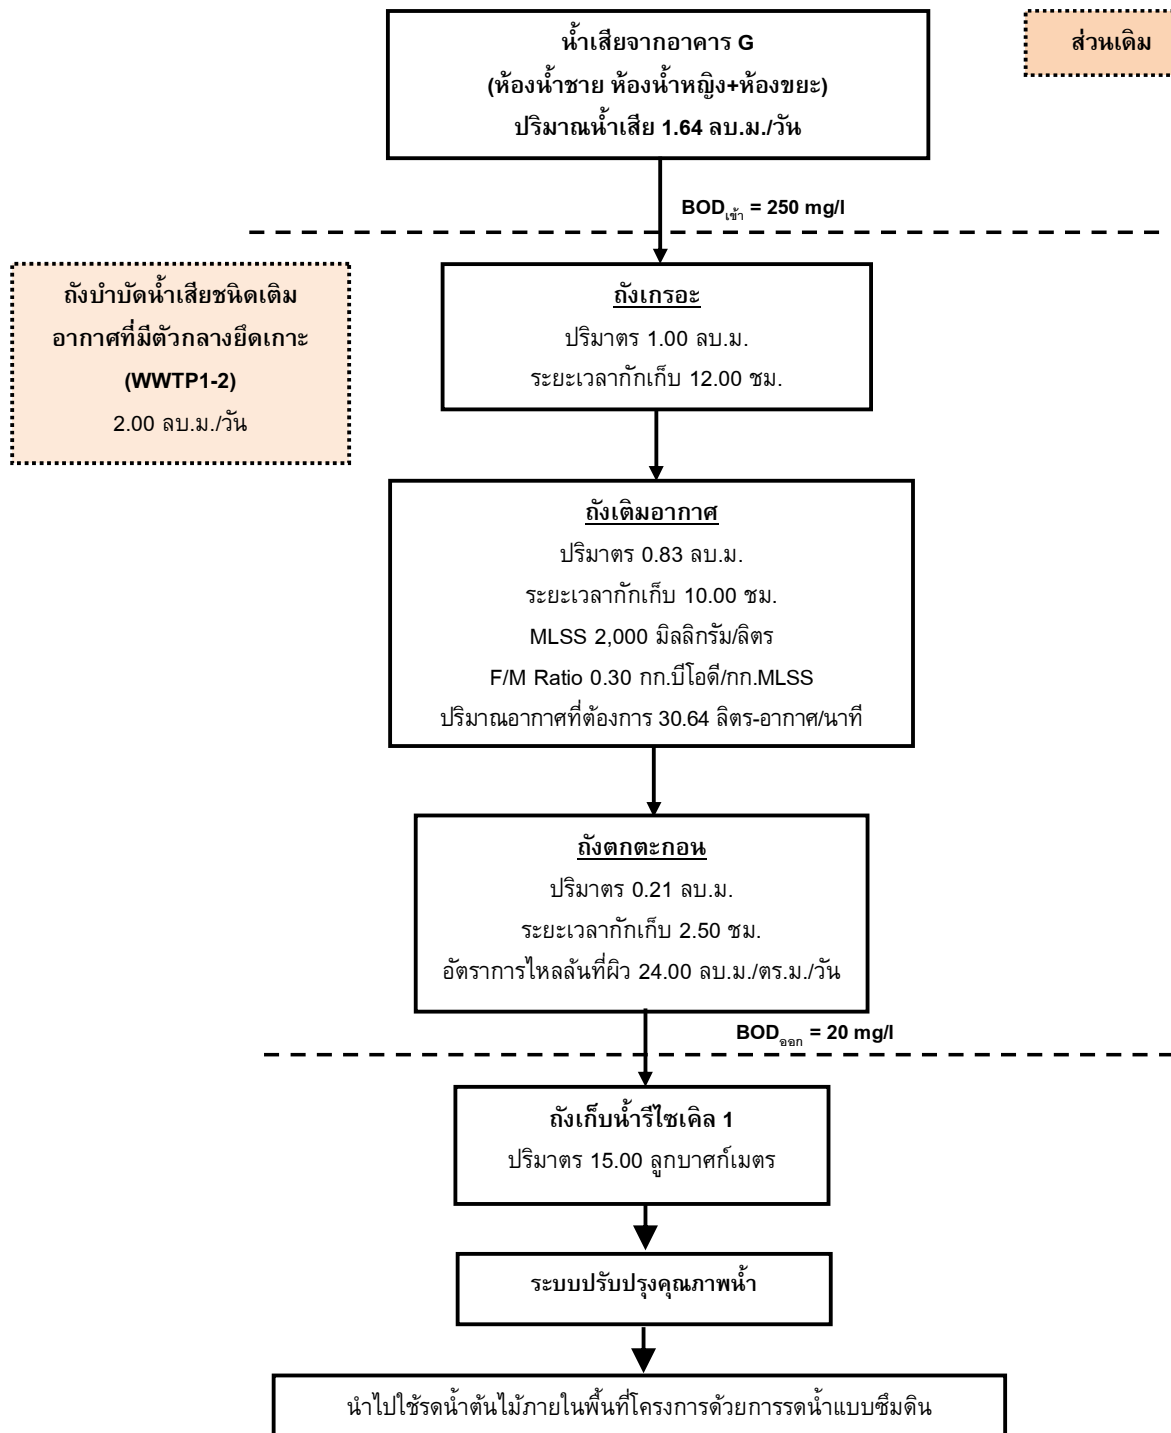 น้ำเสียจากอาคาร G
(ห้องน้ำชาย ห้องน้ำหญิง+ห้องขยะ)
ปริมาณน้ำเสีย 1.64 ลบ.ม./วัน
ส่วนเดิม
BODเข้า = 250 mg/l
ถังบำบัดน้ำเสียชนิดเติม
อากาศที่มีตัวกลางยึดเกาะ
(WWTP1-2)
2.00 ลบ.ม./วัน
ถังเกรอะ
ปริมาตร 1.00 ลบ.ม.
ระยะเวลากักเก็บ 12.00 ชม.
ถังเติมอากาศ
ปริมาตร 0.83 ลบ.ม.
ระยะเวลากักเก็บ 10.00 ชม.
MLSS 2,000 มิลลิกรัม/ลิตร
F/M Ratio 0.30 กก.บีโอดี/กก.MLSS
ปริมาณอากาศที่ต้องการ 30.64 ลิตร-อากาศ/นาที
ถังตกตะกอน
ปริมาตร 0.21 ลบ.ม.
ระยะเวลากักเก็บ 2.50 ชม.
อัตราการไหลล้นที่ผิว 24.00 ลบ.ม./ตร.ม./วัน
BODออก = 20 mg/l
ถังเก็บน้ำรีไซเคิล 1
ปริมาตร 15.00 ลูกบาศก์เมตร
ระบบปรับปรุงคุณภาพน้ำ
นำไปใช้รดน้ำต้นไม้ภายในพื้นที่โครงการด้วยการรดน้ำแบบซึมดิน